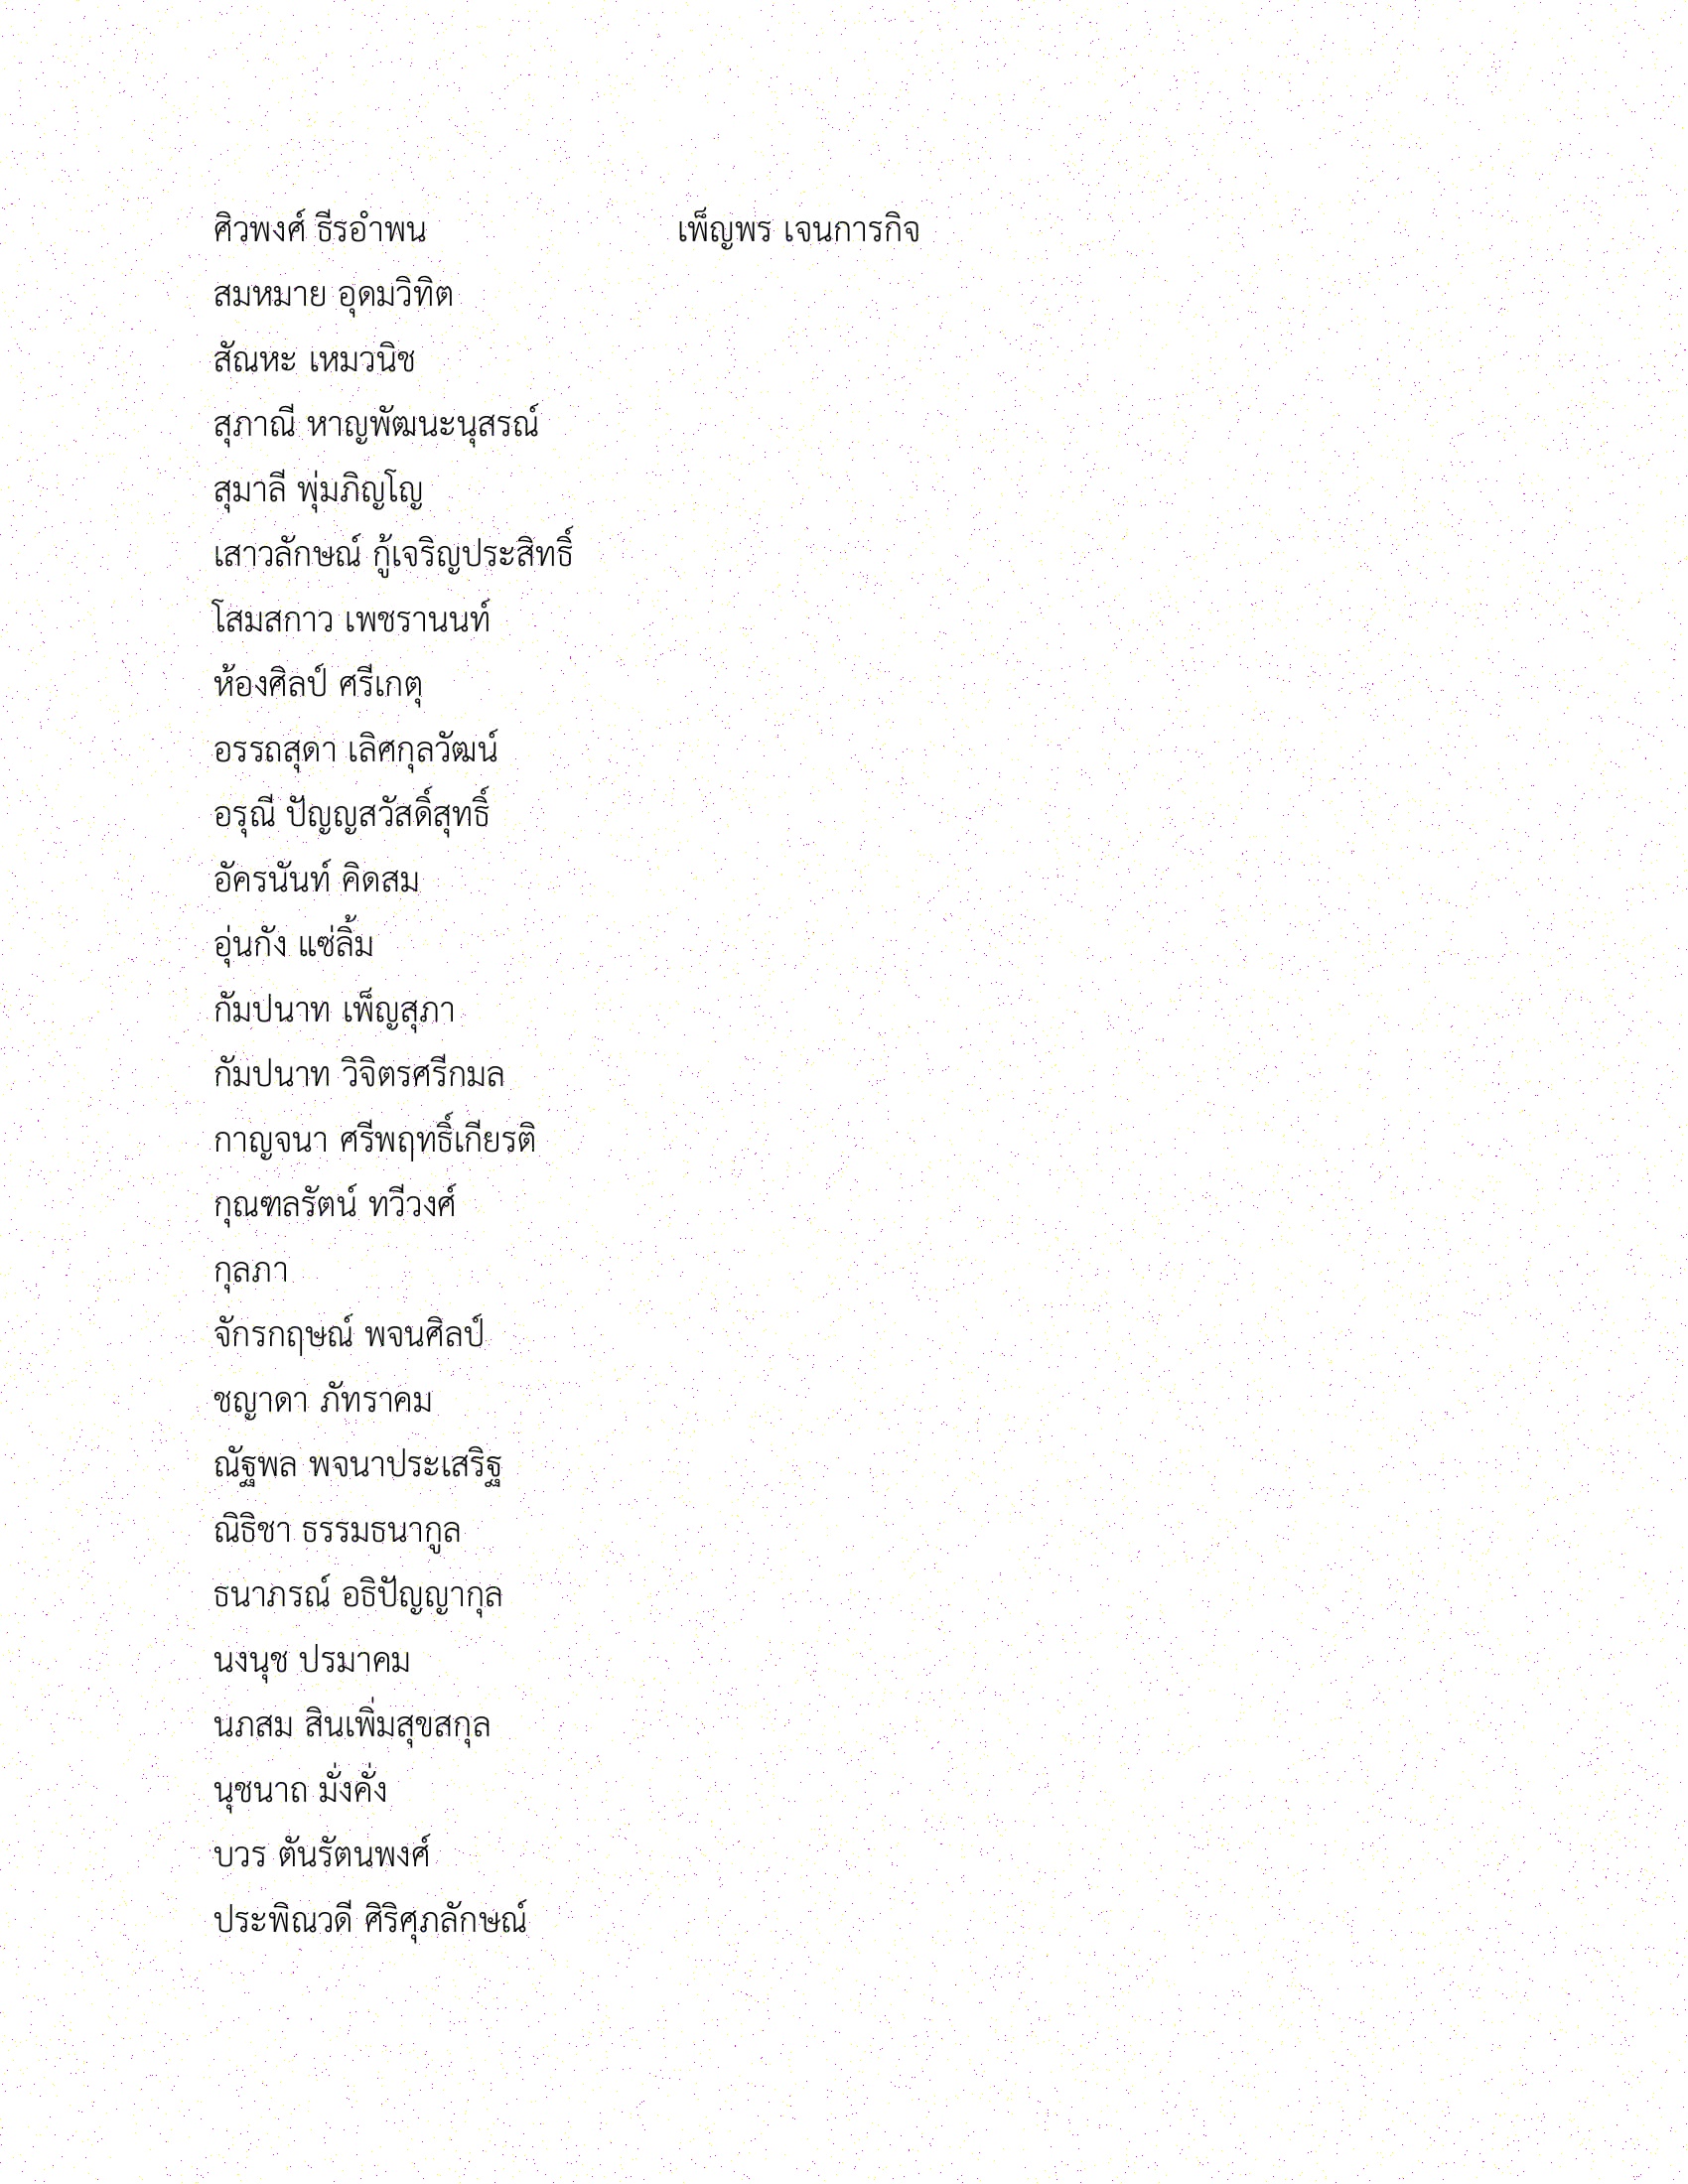 ศิวพงศ์ ธีรอำพน เพ็ญพร เจนการกิจ
สมหมาย อุดมวิทิต
สัณหะ เหมวนิช
สุภาณี หาญพัฒนะนุสรณ์
สุมาลี พุ่มภิญโญ
เสาวลักษณ์ กู้เจริญประสิทธิ์
โสมสกาว เพชรานนท์
ห้องศิลป์ ศรีเกตุ
อรรถสุดา เลิศกุลวัฒน์
อรุณี ปัญญสวัสดิ์สุทธิ์
อัครนันท์ คิดสม
อุ่นกัง แซ่ลิ้ม
กัมปนาท เพ็ญสุภา
กัมปนาท วิจิตรศรีกมล
กาญจนา ศรีพฤทธิ์เกียรติ
กุณฑลรัตน์ ทวีวงศ์
กุลภา
จักรกฤษณ์ พจนศิลป์
ชญาดา ภัทราคม
ณัฐพล พจนาประเสริฐ
ณิธิชา ธรรมธนากูล
ธนาภรณ์ อธิปัญญากุล
นงนุช ปรมาคม
นภสม สินเพิ่มสุขสกุล
นุชนาถ มั่งคั่ง
บวร ตันรัตนพงศ์
ประพิณวดี ศิริศุภลักษณ์